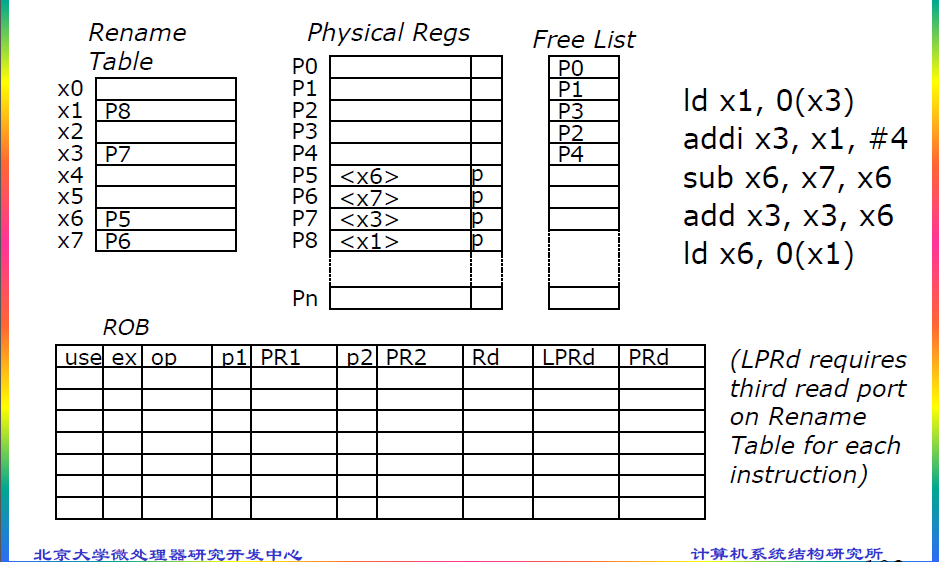 Rename
Table
x0
x1 P8
x2
x3 P7
x4
x5
x6 P5
x7 P6
Physical Regs
P0
P1
P2
P3
P4
P5 <x6> p
P6 <x7> p
P7 <x3> p
P8 <x1> p
Pn
Free List
P0
P1
P3
P2
P4
ld x1, 0(x3)
addi x3, x1, #4
sub x6, x7, x6
add x3, x3, x6
ld x6, 0(x1)
ROB
use ex op p1 PR1 p2 PR2 Rd LPRd PRd
(LPRd requires
third read port
on Rename
Table for each
instruction)
北京大学微处理器研究开发中心
计算机系统结构研究所